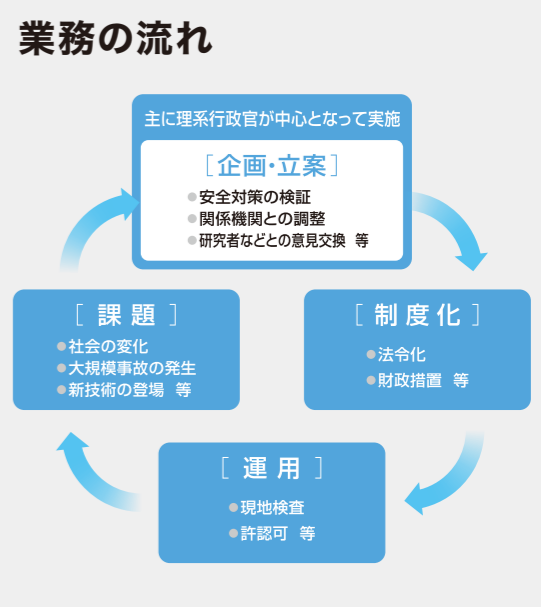 業務の流れ
主に理系行政官が中心となって実施
［企画・立案］
●安全対策の検証
●関係機関との調整
●研究者などとの意見交換 等
［課題］
●社会の変化
●大規模事故の発生
●新技術の登場 等
［制度化］
●法令化
●財政措置 等
［運用］
●現地検査
●許認可 等